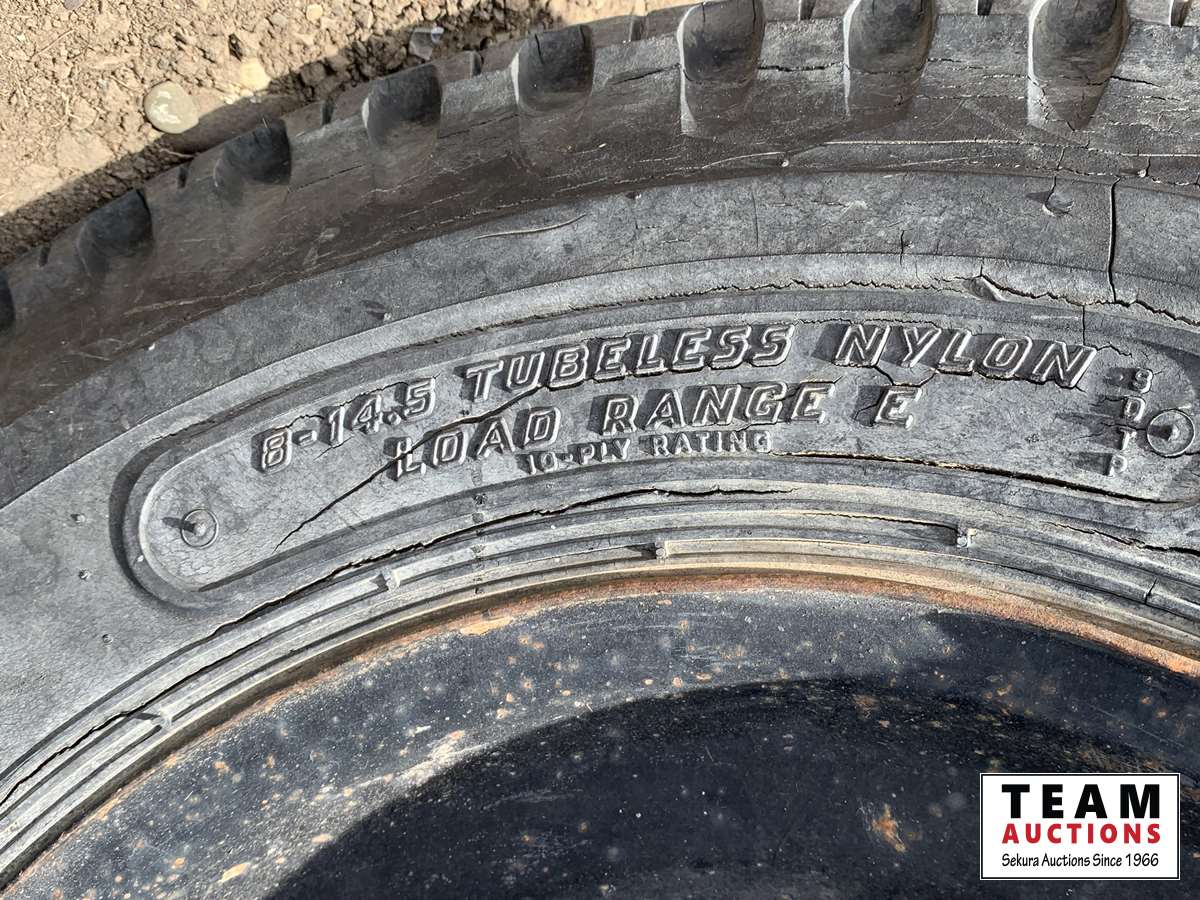 8-14.5 TUBELESS NYLON
LOAD RANGE E
10-PLY RATING
TEAM
AUCTIONS
Sekura Auctions Since 1966